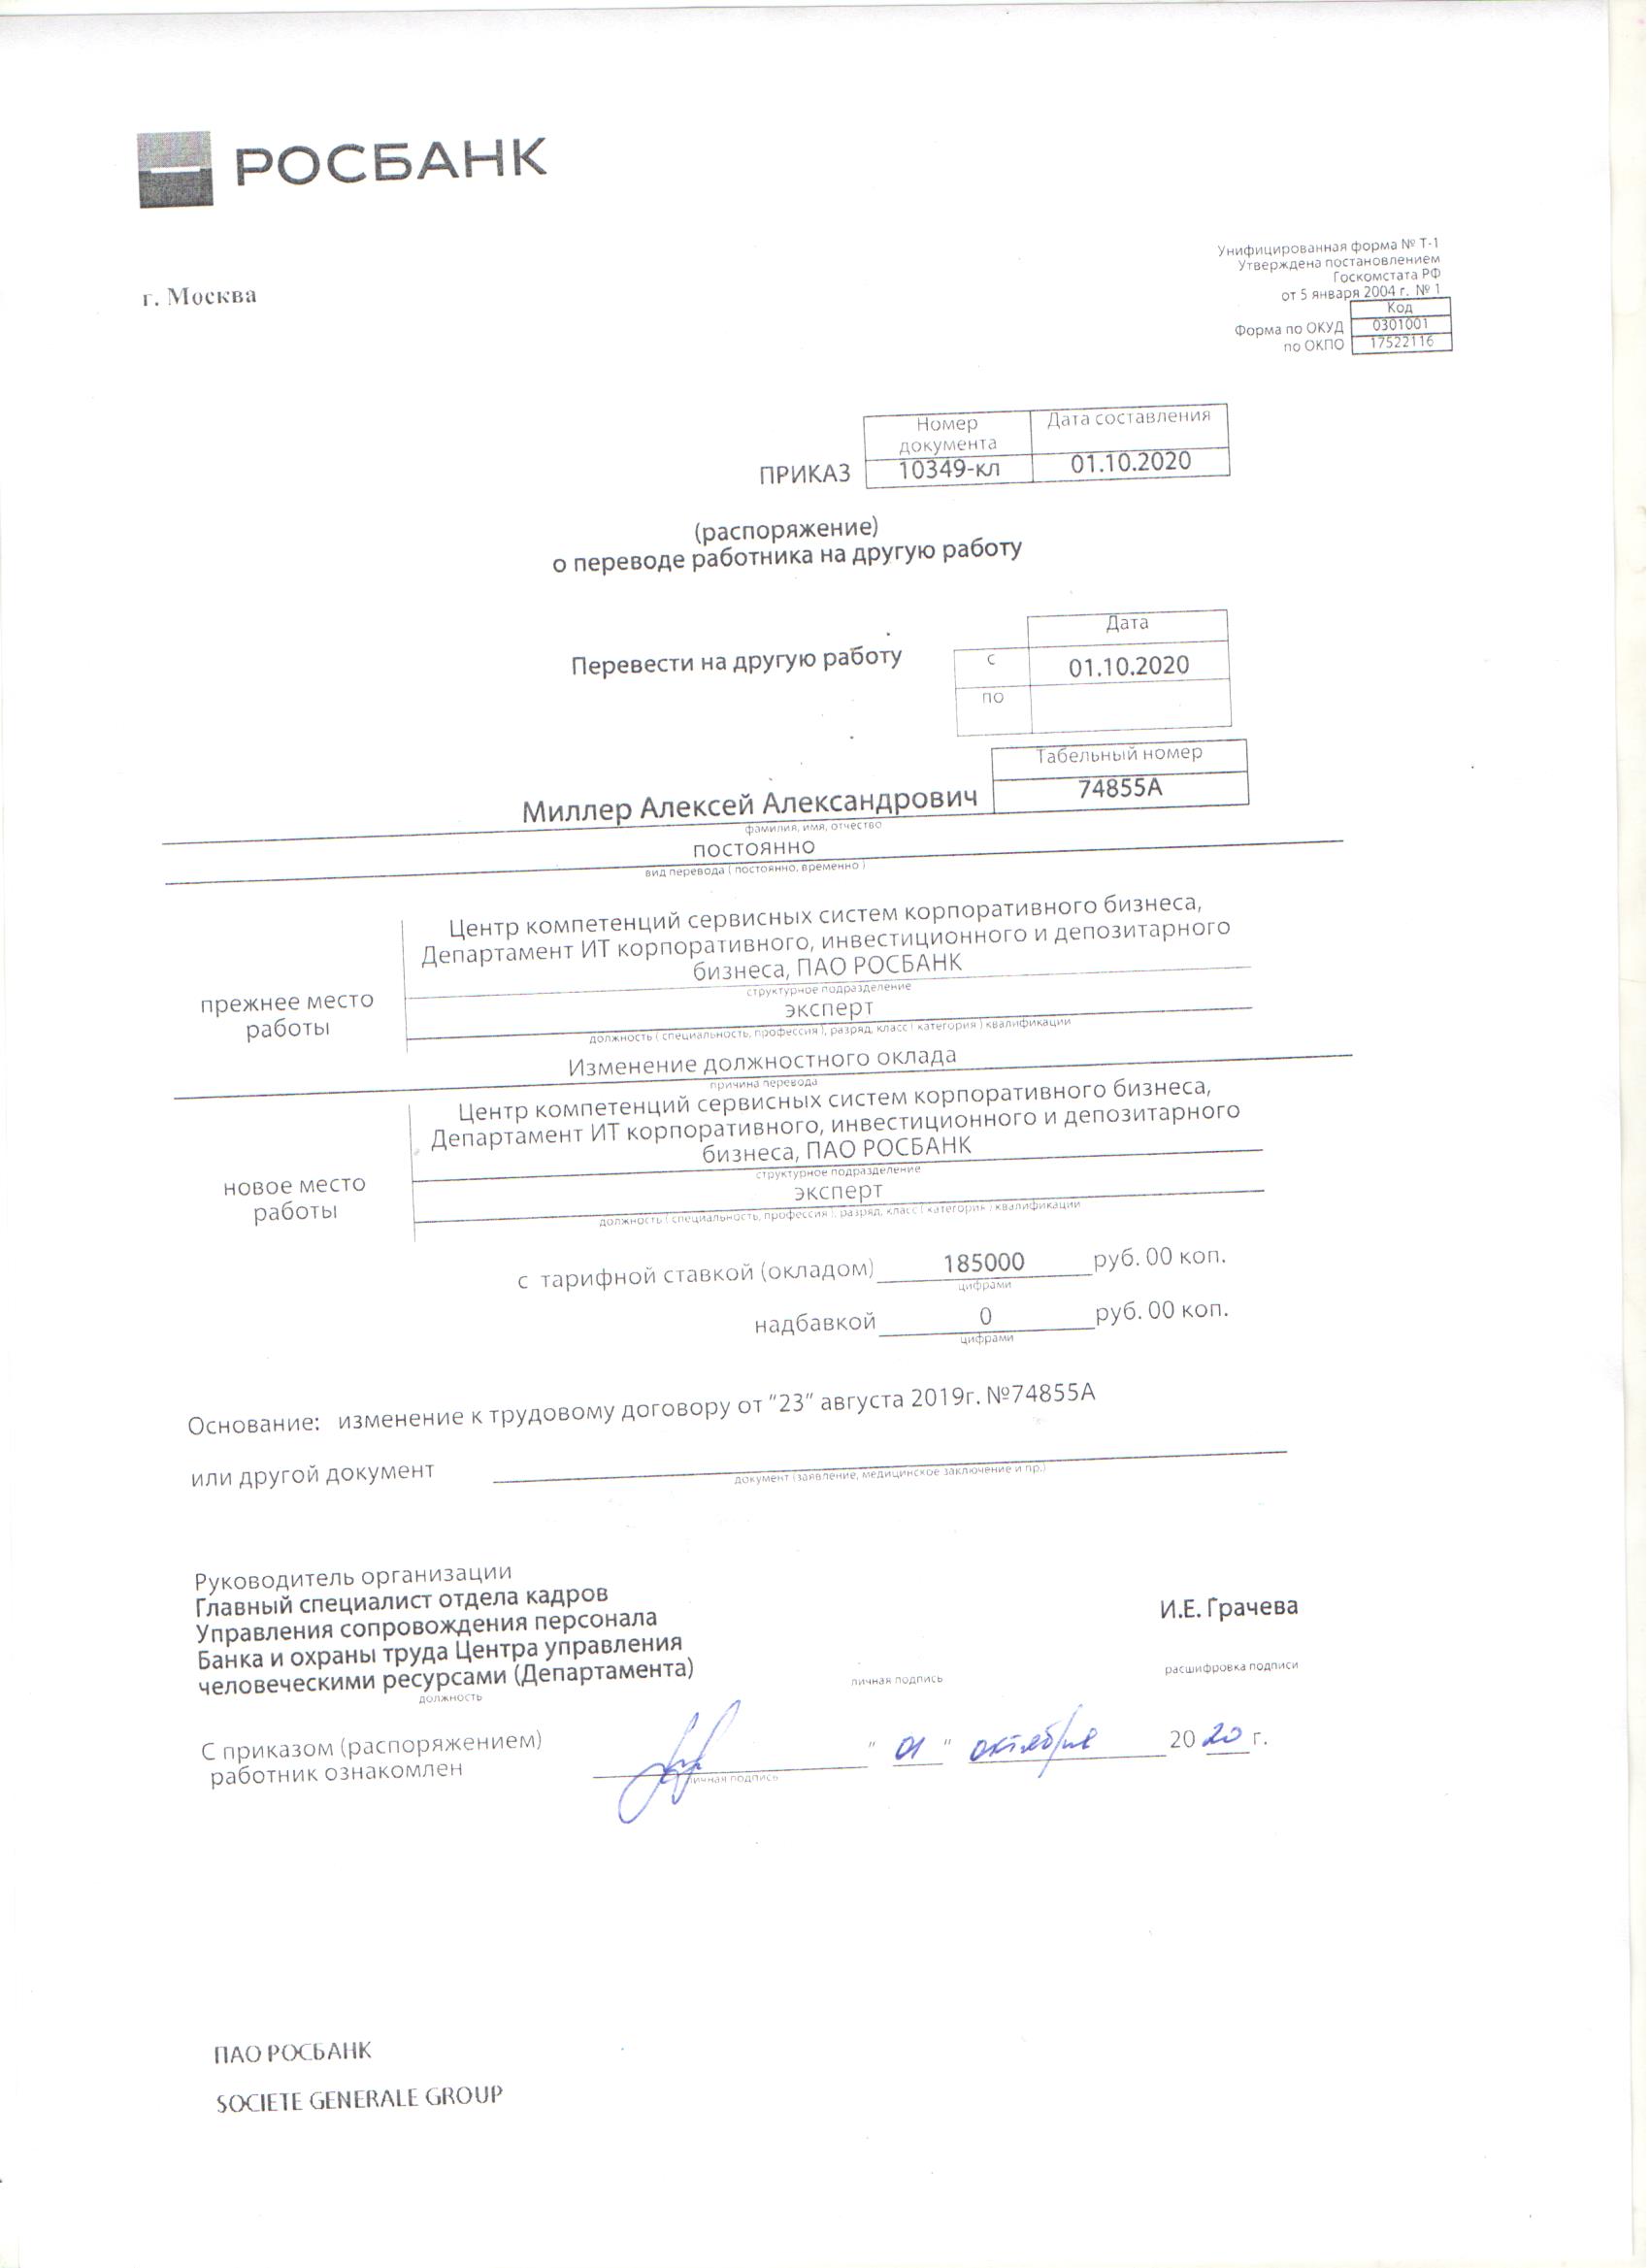 РОСБАНК
г. Москва
Унифицированная форма № Т-1
Утверждена постановлением
Госкомстата РФ
от 5 января 2004 г. № 1
Код
Форма по ОКУД 0301001
по ОКПО 17522116
Номер документа Дата составления
ПРИКАЗ 10349-кл 01.10.2020
(распоряжение)
о переводе работника на другую работу
Дата
Перевести на другую работу с 01.10.2020
по
Табельный номер
Миллер Алексей Александрович 74855А
фамилия, имя, отчество
постоянно
вид перевода ( постоянно, временно )
Центр компетенций сервисных систем корпоративного бизнеса,
Департамент ИТ корпоративного, инвестиционного и депозитарного
бизнеса, ПАО РОСБАНК
структурное подразделение
прежнее место
работы
эксперт
должность ( специальность, профессия ), разряд, класс ( категория ) квалификации
Изменение должностного оклада
причина перевода
Центр компетенций сервисных систем корпоративного бизнеса,
Департамент ИТ корпоративного, инвестиционного и депозитарного
бизнеса, ПАО РОСБАНК
структурное подразделение
новое место
работы
эксперт
должность ( специальность, профессия ), разряд, класс ( категория ) квалификации
с тарифной ставкой (окладом) 185000 руб. 00 коп.
цифрами
надбавкой 0 руб. 00 коп.
цифрами
Основание: изменение к трудовому договору от "23" августа 2019г. №74855А
или другой документ
документ (заявление, медицинское заключение и пр.)
Руководитель организации
Главный специалист отдела кадров
Управления сопровождения персонала
Банка и охраны труда Центра управления
человеческими ресурсами (Департамента)
должность
И.Е. Грачева
личная подпись
расшифровка подписи
С приказом (распоряжением)
работник ознакомлен
" 01 " октября 2020 г.
личная подпись
ПАО РОСБАНК
SOCIETE GENERALE GROUP